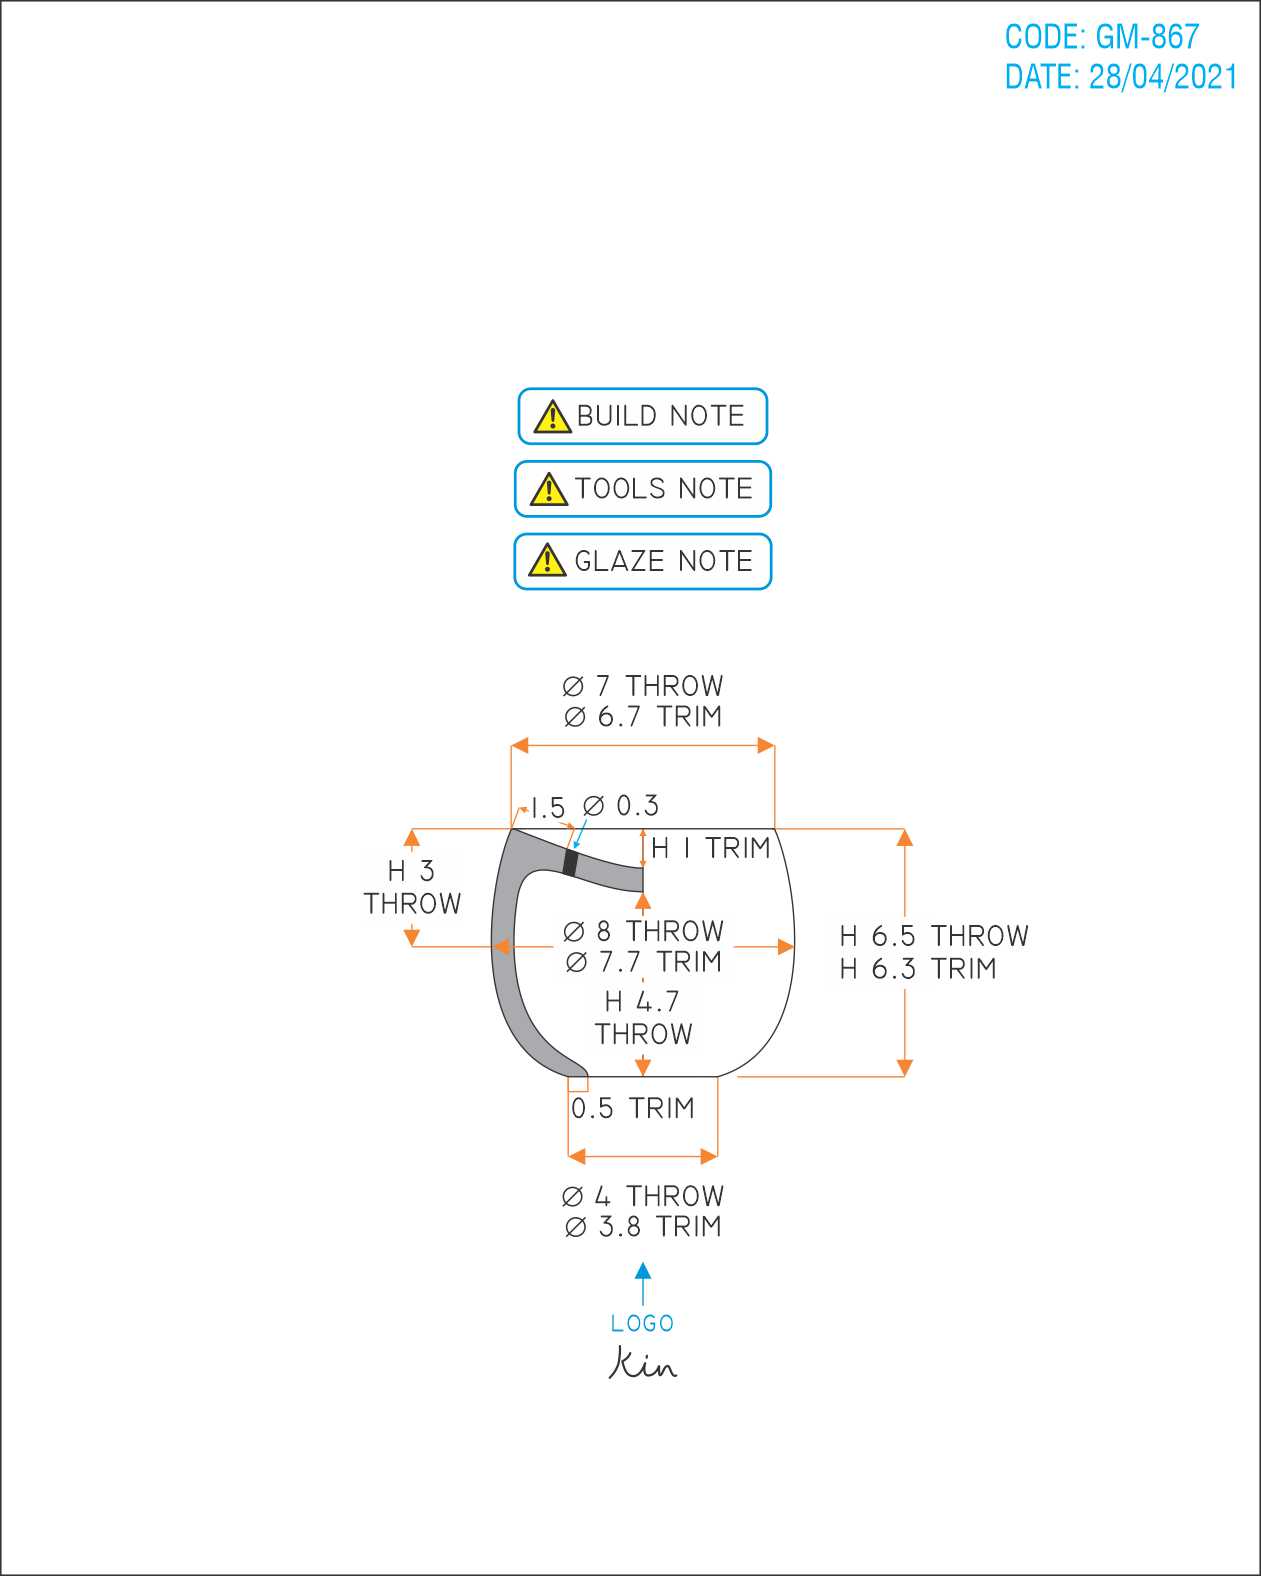 CODE: GM-867
DATE: 28/04/2021
BUILD NOTE
TOOLS NOTE
GLAZE NOTE
Ø 7 THROW
Ø 6.7 TRIM
1.5 Ø 0.3
H 1 TRIM
H 3
THROW
Ø 8 THROW
Ø 7.7 TRIM
H 6.5 THROW
H 6.3 TRIM
H 4.7
THROW
0.5 TRIM
Ø 4 THROW
Ø 3.8 TRIM
LOGO
Kin